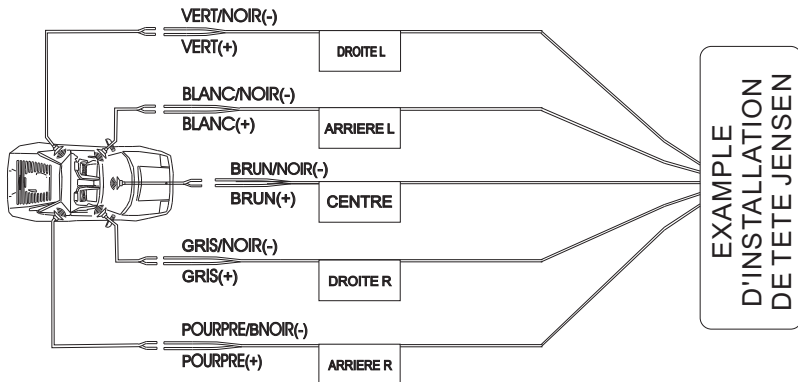 VERT/NOIR(-)
VERT(+)
DROITE L
BLANC/NOIR(-)
BLANC(+)
ARRIERE L
BRUN/NOIR(-)
BRUN(+)
CENTRE
GRIS/NOIR(-)
GRIS(+)
DROITE R
POURPRE/BNOIR(-)
POURPRE(+)
ARRIERE R
EXAMPLE
D'INSTALLATION
DE TETE JENSEN